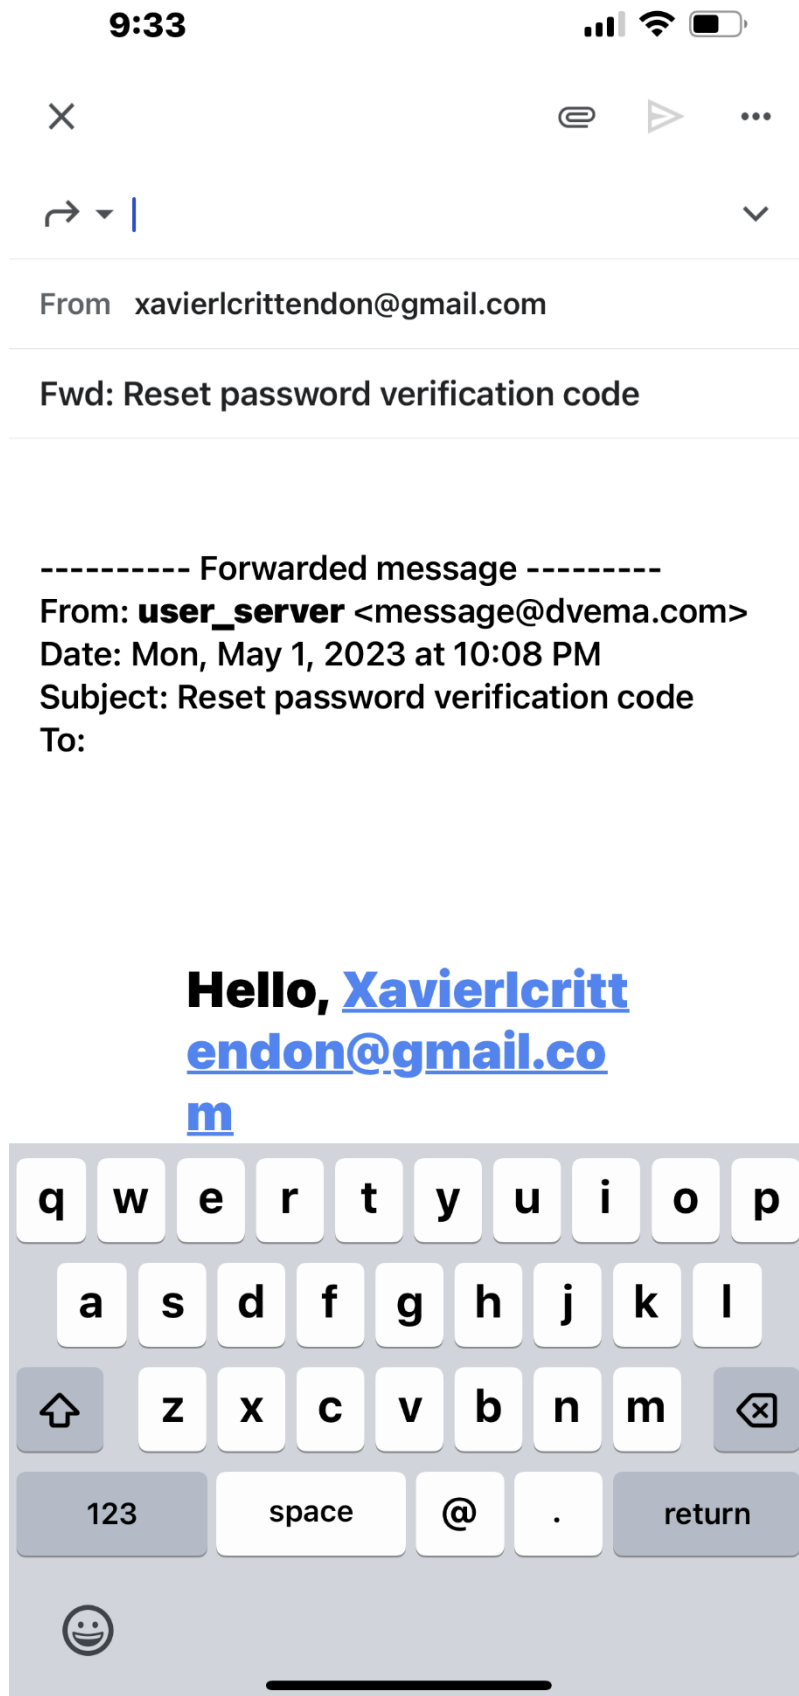 9:33
From xavierlcrittendon@gmail.com
Fwd: Reset password verification code
---------- Forwarded message ---------
From: user_server <message@dvema.com>
Date: Mon, May 1, 2023 at 10:08 PM
Subject: Reset password verification code
To:
Hello, Xavierlcritt
endon@gmail.co
m
q w e r t y u i o p
a s d f g h j k l
z x c v b n m
123 space @ . return